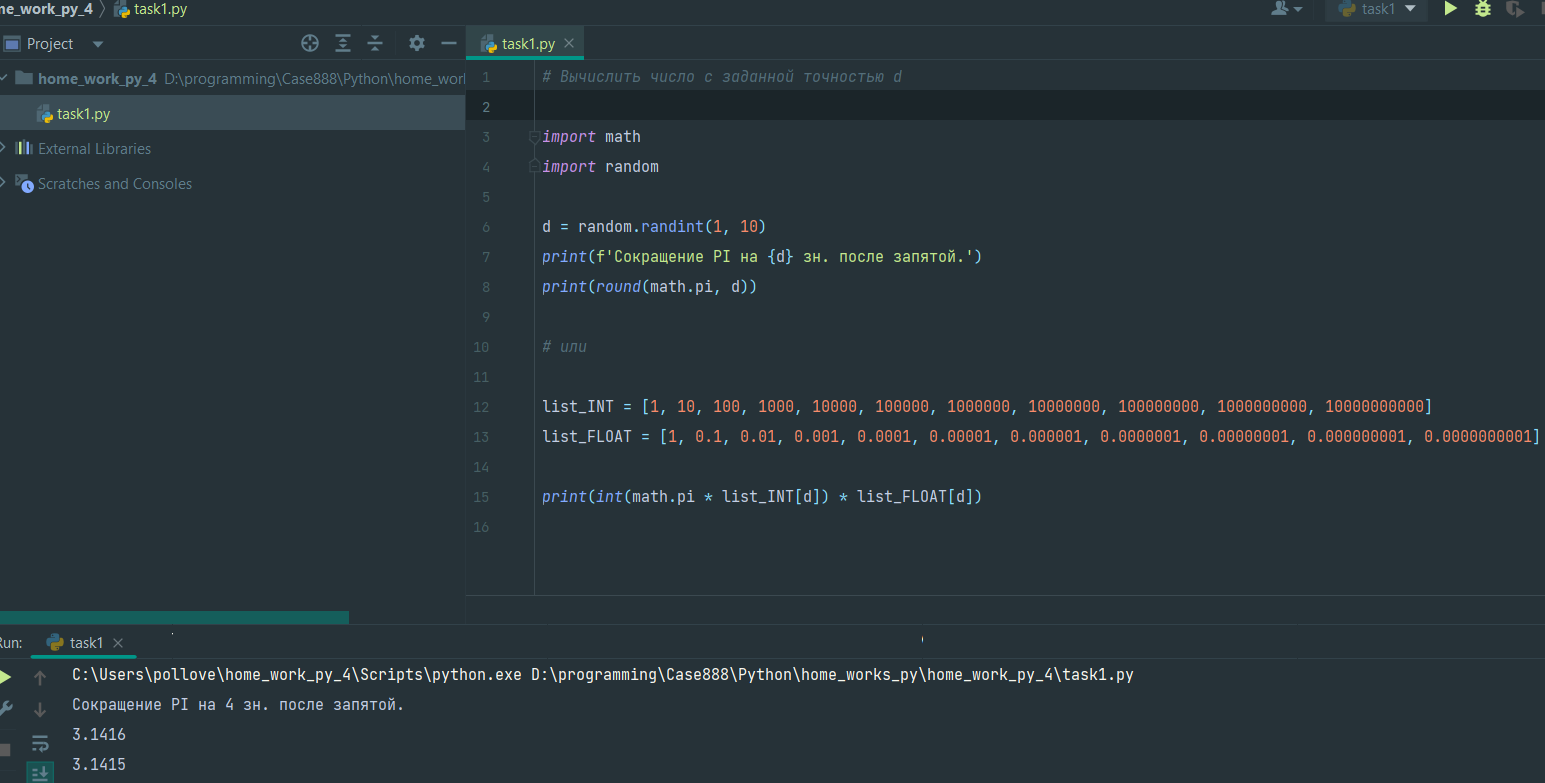 me_work_py_4 task1.py task1
Project task1.py
home_work_py_4 D:\programming\Case888\Python\home_worl
task1.py
External Libraries
Scratches and Consoles
1 # Вычислить число с заданной точностью d
2
3 import math
4 import random
5
6 d = random.randint(1, 10)
7 print(f'Сокращение PI на {d} зн. после запятой.')
8 print(round(math.pi, d))
9
10 # или
11
12 list_INT = [1, 10, 100, 1000, 10000, 100000, 1000000, 10000000, 100000000, 1000000000, 10000000000]
13 list_FLOAT = [1, 0.1, 0.01, 0.001, 0.0001, 0.00001, 0.000001, 0.0000001, 0.00000001, 0.000000001, 0.0000000001]
14
15 print(int(math.pi * list_INT[d]) * list_FLOAT[d])
16
Run: task1
C:\Users\pollove\home_work_py_4\Scripts\python.exe D:\programming\Case888\Python\home_works_py\home_work_py_4\task1.py
Сокращение PI на 4 зн. после запятой.
3.1416
3.1415